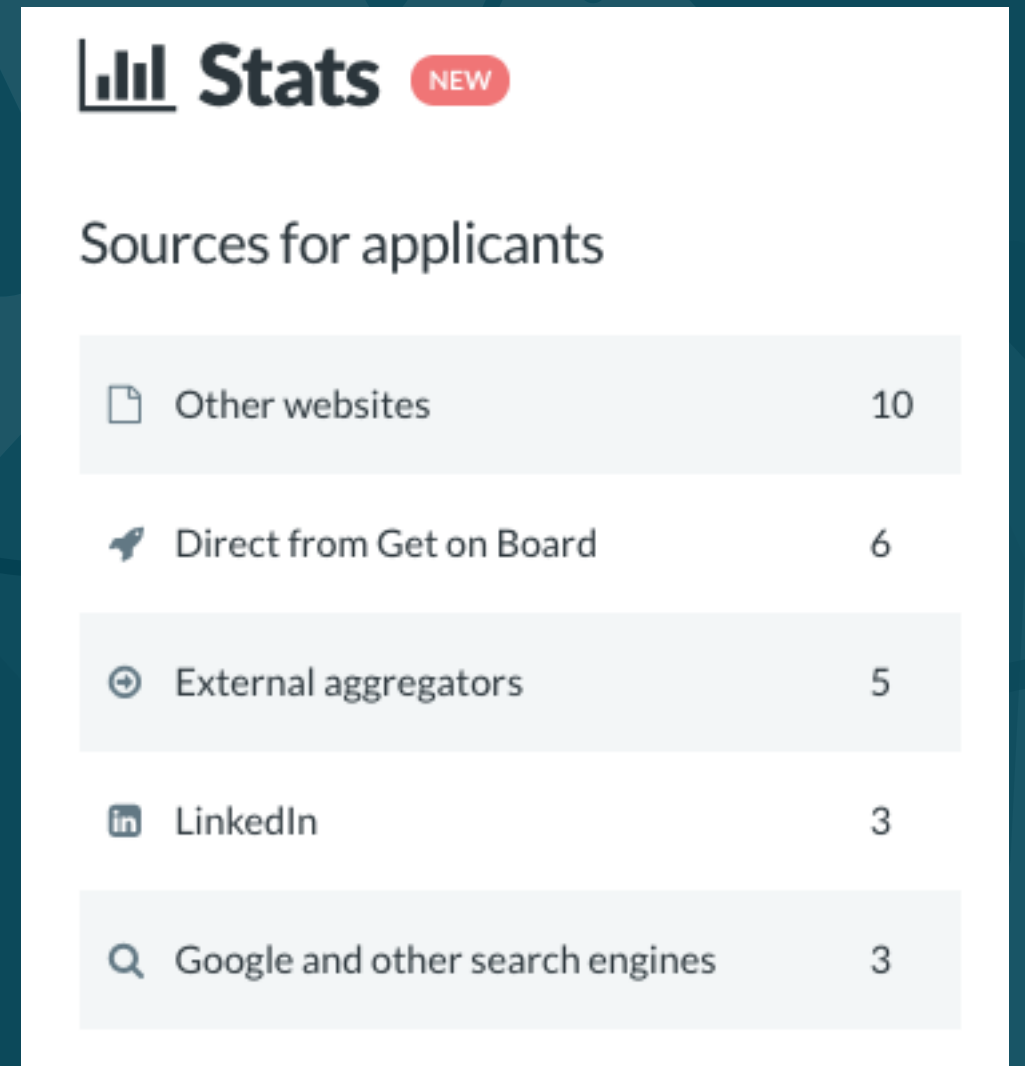 Stats NEW
Sources for applicants
Other websites 10
Direct from Get on Board 6
External aggregators 5
in LinkedIn 3
Google and other search engines 3